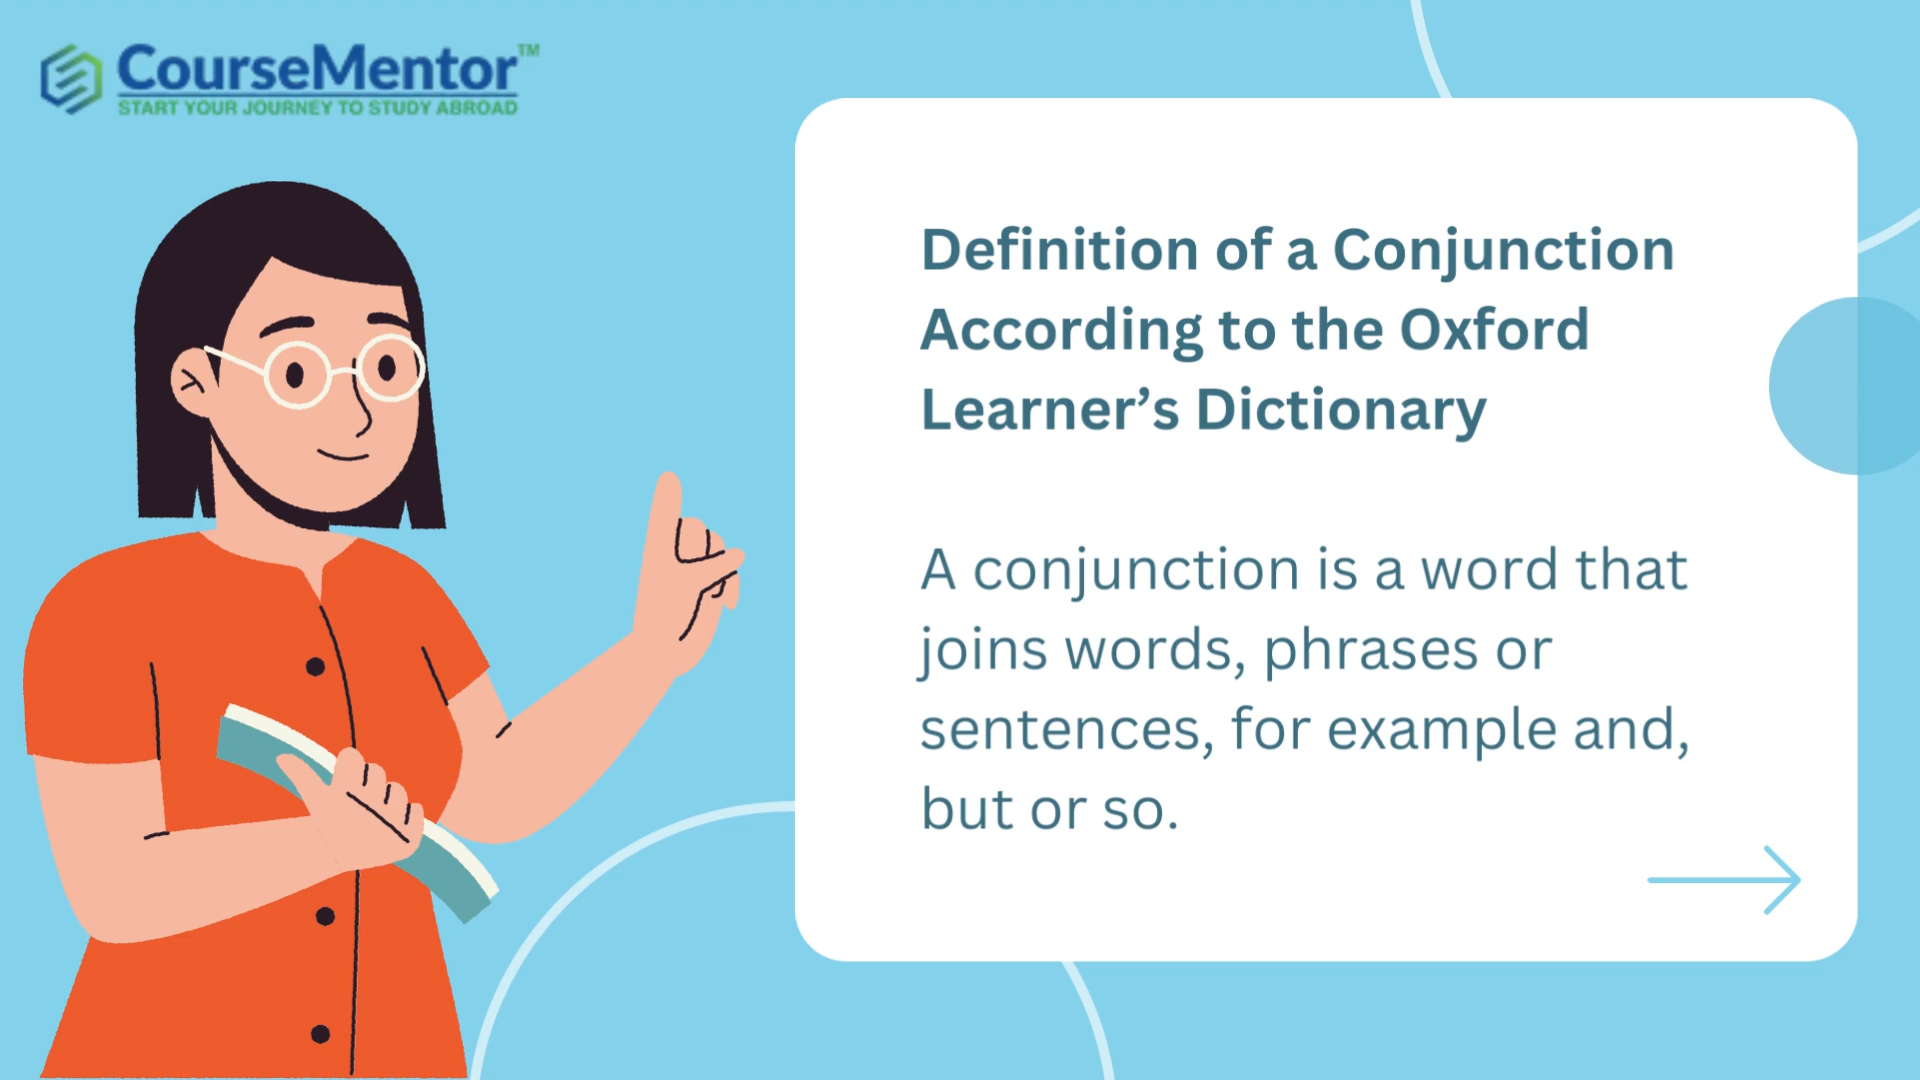 CourseMentor™
START YOUR JOURNEY TO STUDY ABROAD
Definition of a Conjunction
According to the Oxford
Learner’s Dictionary
A conjunction is a word that
joins words, phrases or
sentences, for example and,
but or so.